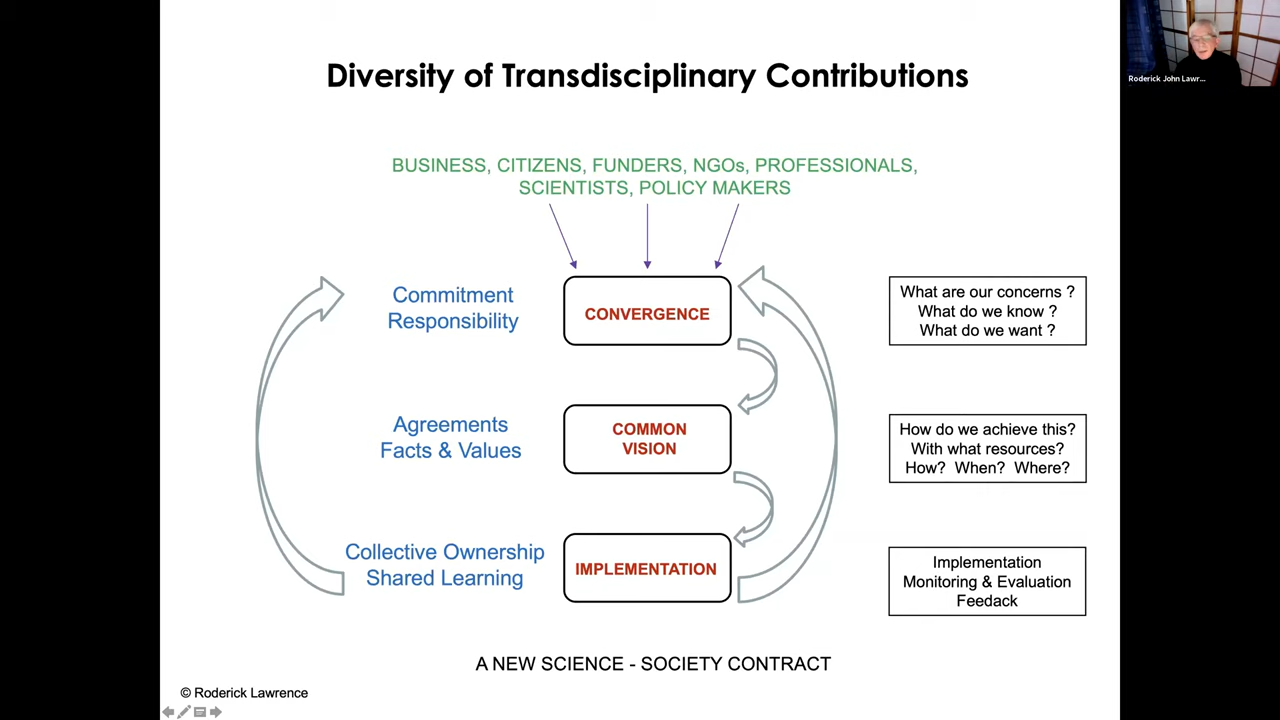 Diversity of Transdisciplinary Contributions
Roderick John Lawr...
BUSINESS, CITIZENS, FUNDERS, NGOs, PROFESSIONALS,
SCIENTISTS, POLICY MAKERS
Commitment
Responsibility
CONVERGENCE
What are our concerns ?
What do we know ?
What do we want ?
Agreements
Facts & Values
COMMON
VISION
How do we achieve this?
With what resources?
How? When? Where?
Collective Ownership
Shared Learning
IMPLEMENTATION
Implementation
Monitoring & Evaluation
Feedack
A NEW SCIENCE - SOCIETY CONTRACT
© Roderick Lawrence